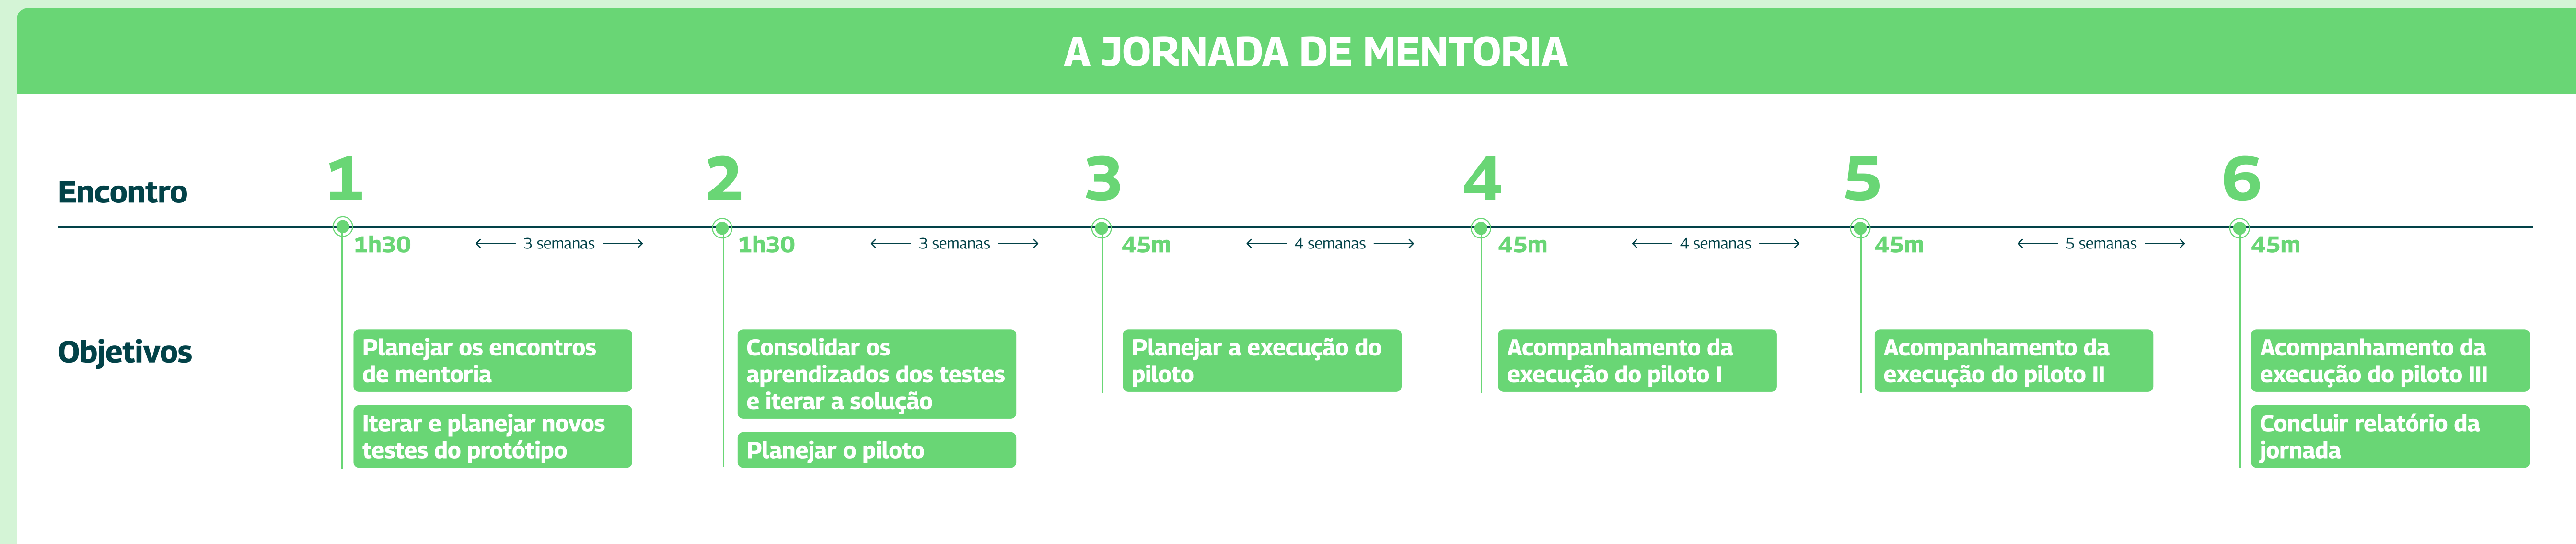 A JORNADA DE MENTORIA
Encontro
1
2
3
4
5
6
1h30
3 semanas
1h30
3 semanas
45m
4 semanas
45m
4 semanas
45m
5 semanas
45m
Objetivos
Planejar os encontros
de mentoria
Iterar e planejar novos
testes do protótipo
Consolidar os
aprendizados dos testes
e iterar a solução
Planejar o piloto
Planejar a execução do
piloto
Acompanhamento da
execução do piloto I
Acompanhamento da
execução do piloto II
Acompanhamento da
execução do piloto III
Concluir relatório da
jornada